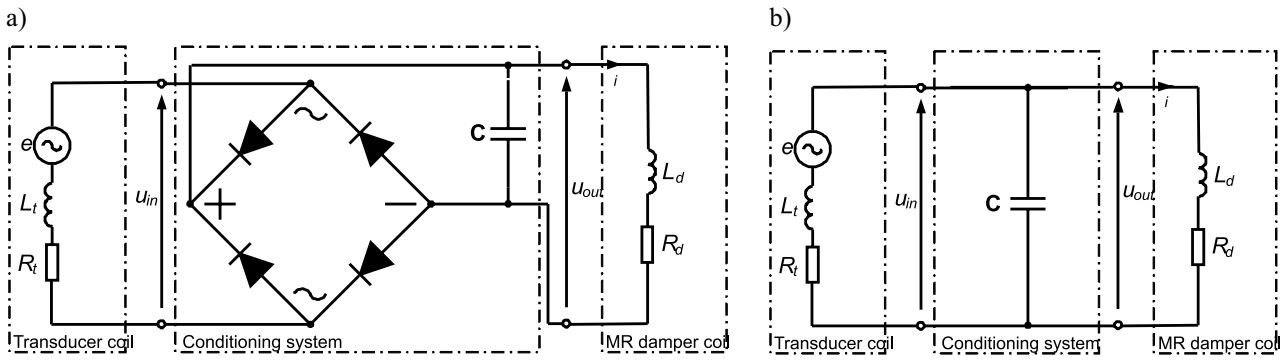 a)
e
L_t
R_t
u_in
C
u_out
i
L_d
R_d
Transducer coil
Conditioning system
MR damper coil
b)
e
L_t
R_t
u_in
C
u_out
i
L_d
R_d
Transducer coil
Conditioning system
MR damper coil